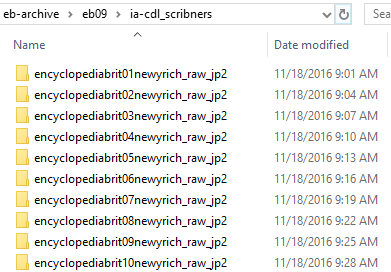 eb-archive > eb09 > ia-cdl_scribners
Sea
Name Date modified
encyclopediabrit01newyrich_raw_jp2 11/18/2016 9:01 AM
encyclopediabrit02newyrich_raw_jp2 11/18/2016 9:04 AM
encyclopediabrit03newyrich_raw_jp2 11/18/2016 9:07 AM
encyclopediabrit04newyrich_raw_jp2 11/18/2016 9:10 AM
encyclopediabrit05newyrich_raw_jp2 11/18/2016 9:13 AM
encyclopediabrit06newyrich_raw_jp2 11/18/2016 9:16 AM
encyclopediabrit07newyrich_raw_jp2 11/18/2016 9:19 AM
encyclopediabrit08newyrich_raw_jp2 11/18/2016 9:22 AM
encyclopediabrit09newyrich_raw_jp2 11/18/2016 9:25 AM
encyclopediabrit10newyrich_raw_jp2 11/18/2016 9:28 AM